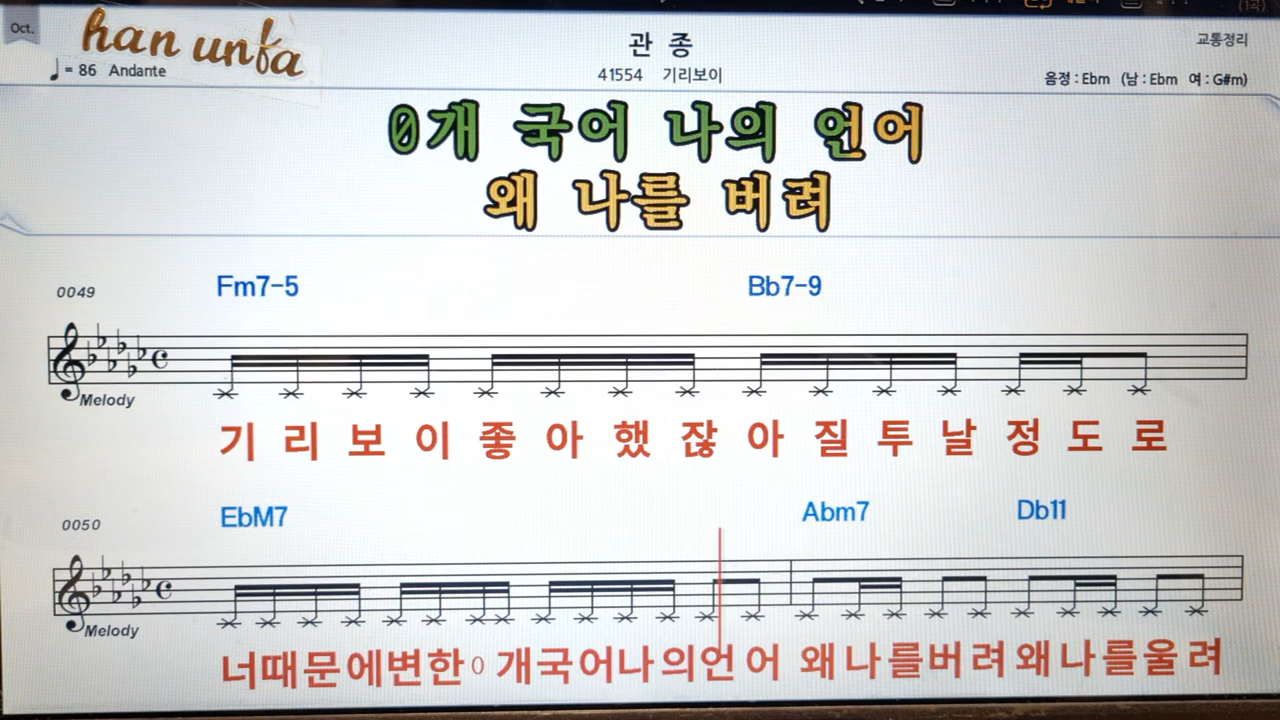 Oct.
han unfa
♩= 86 Andante
관 종
41554 기리보이
교통정리
음정 : Ebm (남 : Ebm 여 : G#m)
0개 국어 나의 언어
왜 나를 버려
0049
Fm7-5 Bb7-9
Melody
기 리 보 이 좋 아 했 잖 아 질 투 날 정 도 로
0050
EbM7 Abm7 Db11
Melody
너때문에변한0 개국어나의언어 왜나를버려왜나를울려